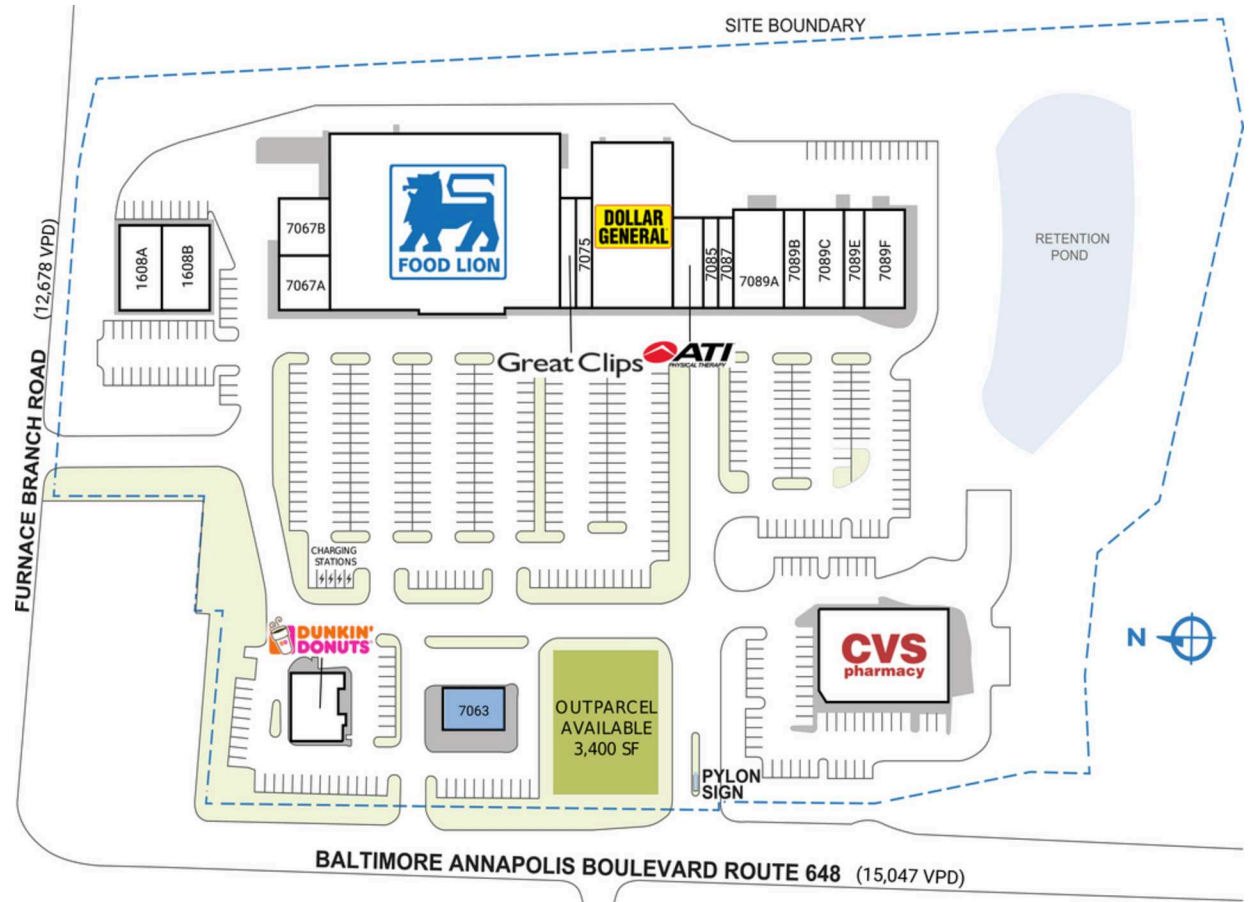 SITE BOUNDARY
FOOD LION
DOLLAR
GENERAL
7067B
7067A
7075
7085
7087
7089A
7089B
7089C
7089E
7089F
RETENTION
POND
1608A
1608B
FURNACE BRANCH ROAD (12,678 VPD)
Great Clips
ATI
PHYSICAL THERAPY
CHARGING
STATIONS
DUNKIN'
DONUTS
7063
OUTPARCEL
AVAILABLE
3,400 SF
CVS
pharmacy
N
PYLON
SIGN
BALTIMORE ANNAPOLIS BOULEVARD ROUTE 648 (15,047 VPD)